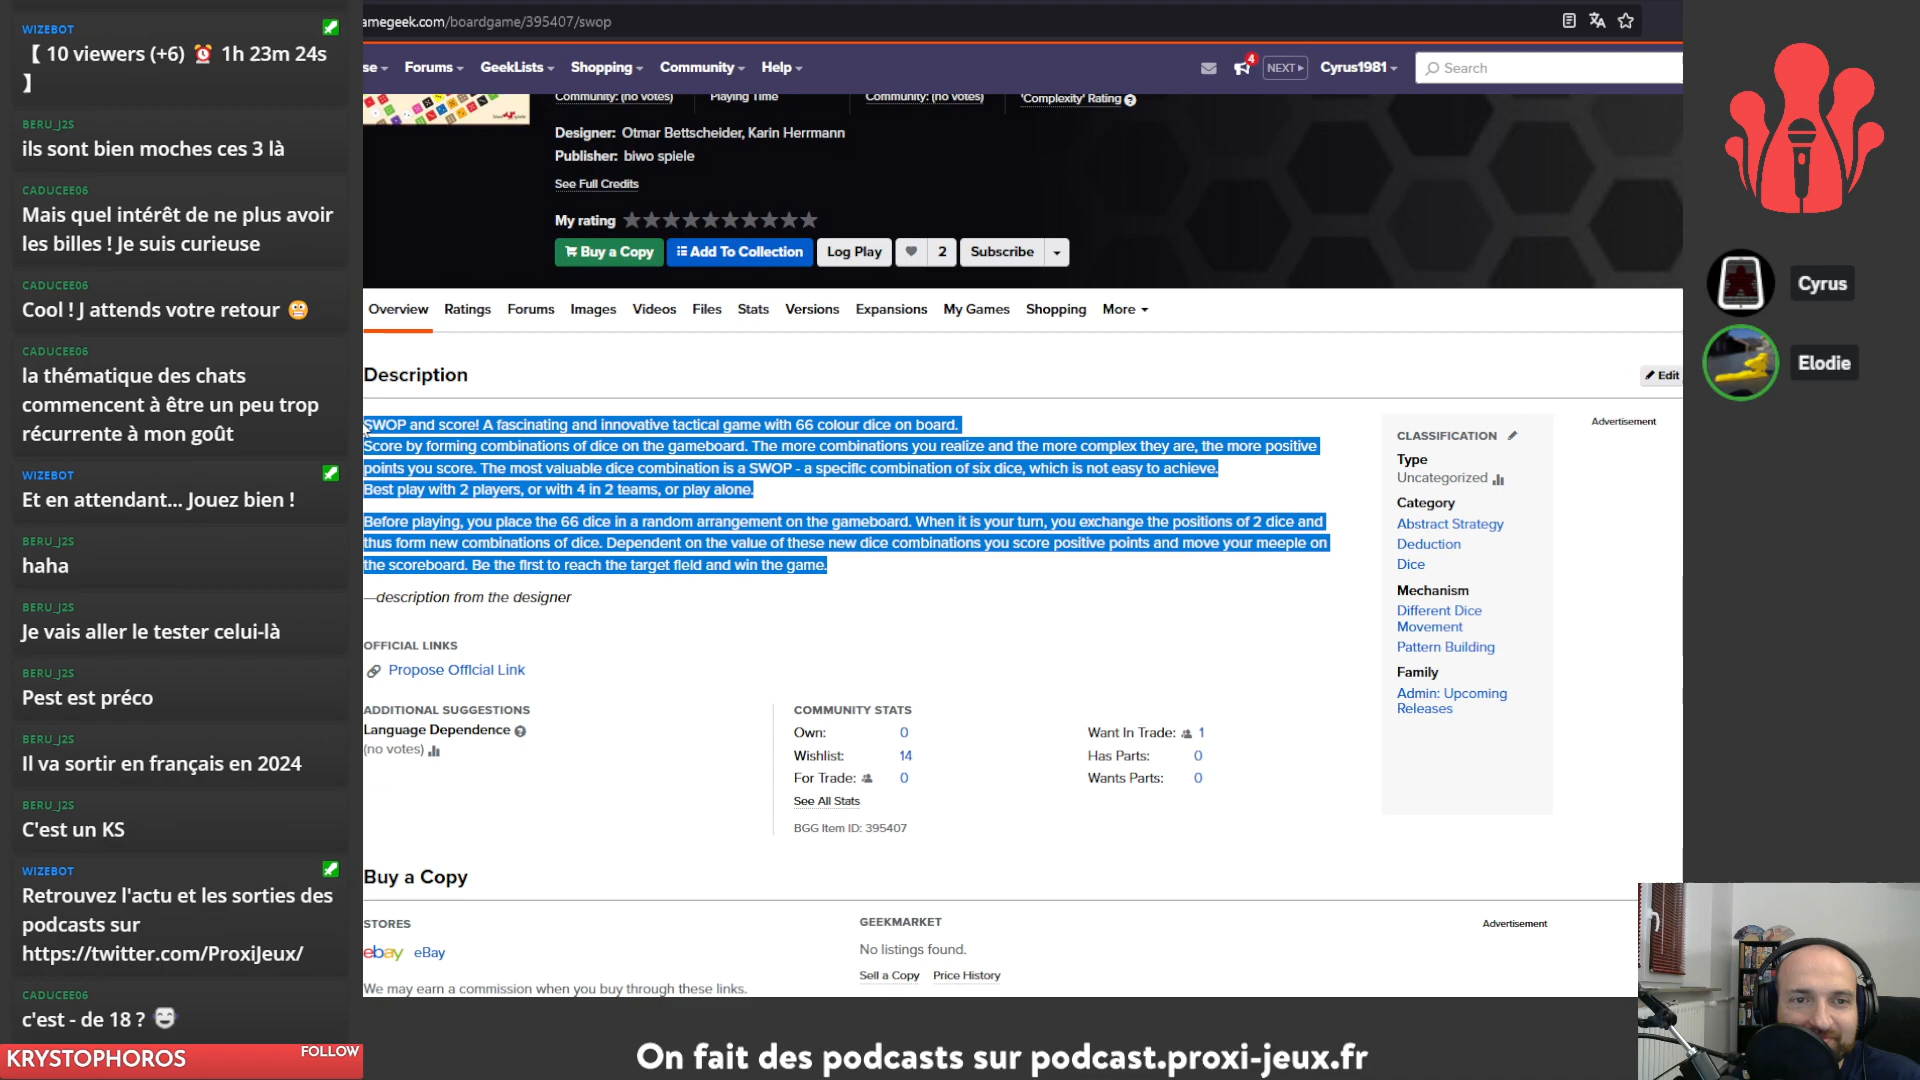 WIZEBOT
【 10 viewers (+6) ⏰ 1h 23m 24s
】
BERU_J2S
ils sont bien moches ces 3 là
CADUCEE06
Mais quel intérêt de ne plus avoir
les billes ! Je suis curieuse
CADUCEE06
Cool ! J attends votre retour 😬
CADUCEE06
la thématique des chats
commencent à être un peu trop
récurrente à mon goût
WIZEBOT
Et en attendant... Jouez bien !
BERU_J2S
haha
BERU_J2S
Je vais aller le tester celui-là
BERU_J2S
Pest est préco
BERU_J2S
Il va sortir en français en 2024
BERU_J2S
C'est un KS
WIZEBOT
Retrouvez l'actu et les sorties des
podcasts sur
https://twitter.com/ProxiJeux/
CADUCEE06
c'est - de 18 ?
KRYSTOPHOROS
FOLLOW
amegeek.com/boardgame/395407/swop
se Forums GeekLists Shopping Community Help
4
NEXT
Cyrus1981
Search
Community: (no votes)
Playing Time
Community: (no votes)
'Complexity' Rating
Designer: Otmar Bettscheider, Karin Herrmann
Publisher: biwo spiele
See Full Credits
My rating
Buy a Copy
Add To Collection
Log Play
2
Subscribe
Overview Ratings Forums Images Videos Files Stats Versions Expansions My Games Shopping More
Description
Edit
SWOP and score! A fascinating and innovative tactical game with 66 colour dice on board.
Score by forming combinations of dice on the gameboard. The more combinations you realize and the more complex they are, the more positive
points you score. The most valuable dice combination is a SWOP - a specific combination of six dice, which is not easy to achieve.
Best play with 2 players, or with 4 in 2 teams, or play alone.
Before playing, you place the 66 dice in a random arrangement on the gameboard. When it is your turn, you exchange the positions of 2 dice and
thus form new combinations of dice. Dependent on the value of these new dice combinations you score positive points and move your meeple on
the scoreboard. Be the first to reach the target field and win the game.
—description from the designer
OFFICIAL LINKS
Propose Official Link
ADDITIONAL SUGGESTIONS
Language Dependence
(no votes)
COMMUNITY STATS
Own: 0
Wishlist: 14
For Trade: 0
See All Stats
BGG Item ID: 395407
Want In Trade: 1
Has Parts: 0
Wants Parts: 0
CLASSIFICATION
Type
Uncategorized
Category
Abstract Strategy
Deduction
Dice
Mechanism
Different Dice
Movement
Pattern Building
Family
Admin: Upcoming
Releases
Advertisement
Buy a Copy
STORES
ebay eBay
We may earn a commission when you buy through these links.
GEEKMARKET
No listings found.
Sell a Copy Price History
Advertisement
Cyrus
Elodie
On fait des podcasts sur podcast.proxi-jeux.fr